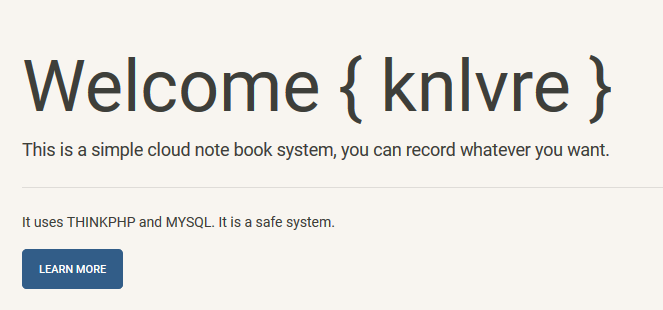 Welcome { knlvre }
This is a simple cloud note book system, you can record whatever you want.
It uses THINKPHP and MYSQL. It is a safe system.
LEARN MORE